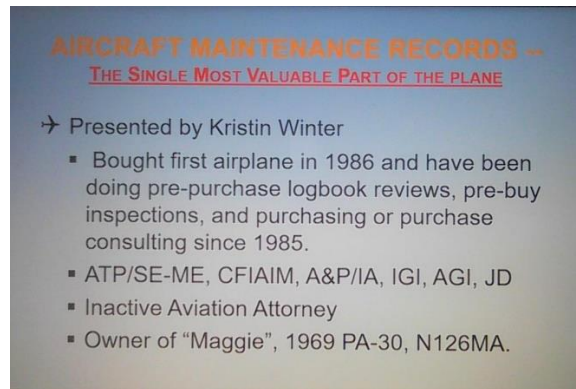 AIRCRAFT MAINTENANCE RECORDS –
THE SINGLE MOST VALUABLE PART OF THE PLANE
Presented by Kristin Winter
Bought first airplane in 1986 and have been
doing pre-purchase logbook reviews, pre-buy
inspections, and purchasing or purchase
consulting since 1985.
ATP/SE-ME, CFIAIM, A&P/IA, IGI, AGI, JD
Inactive Aviation Attorney
Owner of “Maggie”, 1969 PA-30, N126MA.